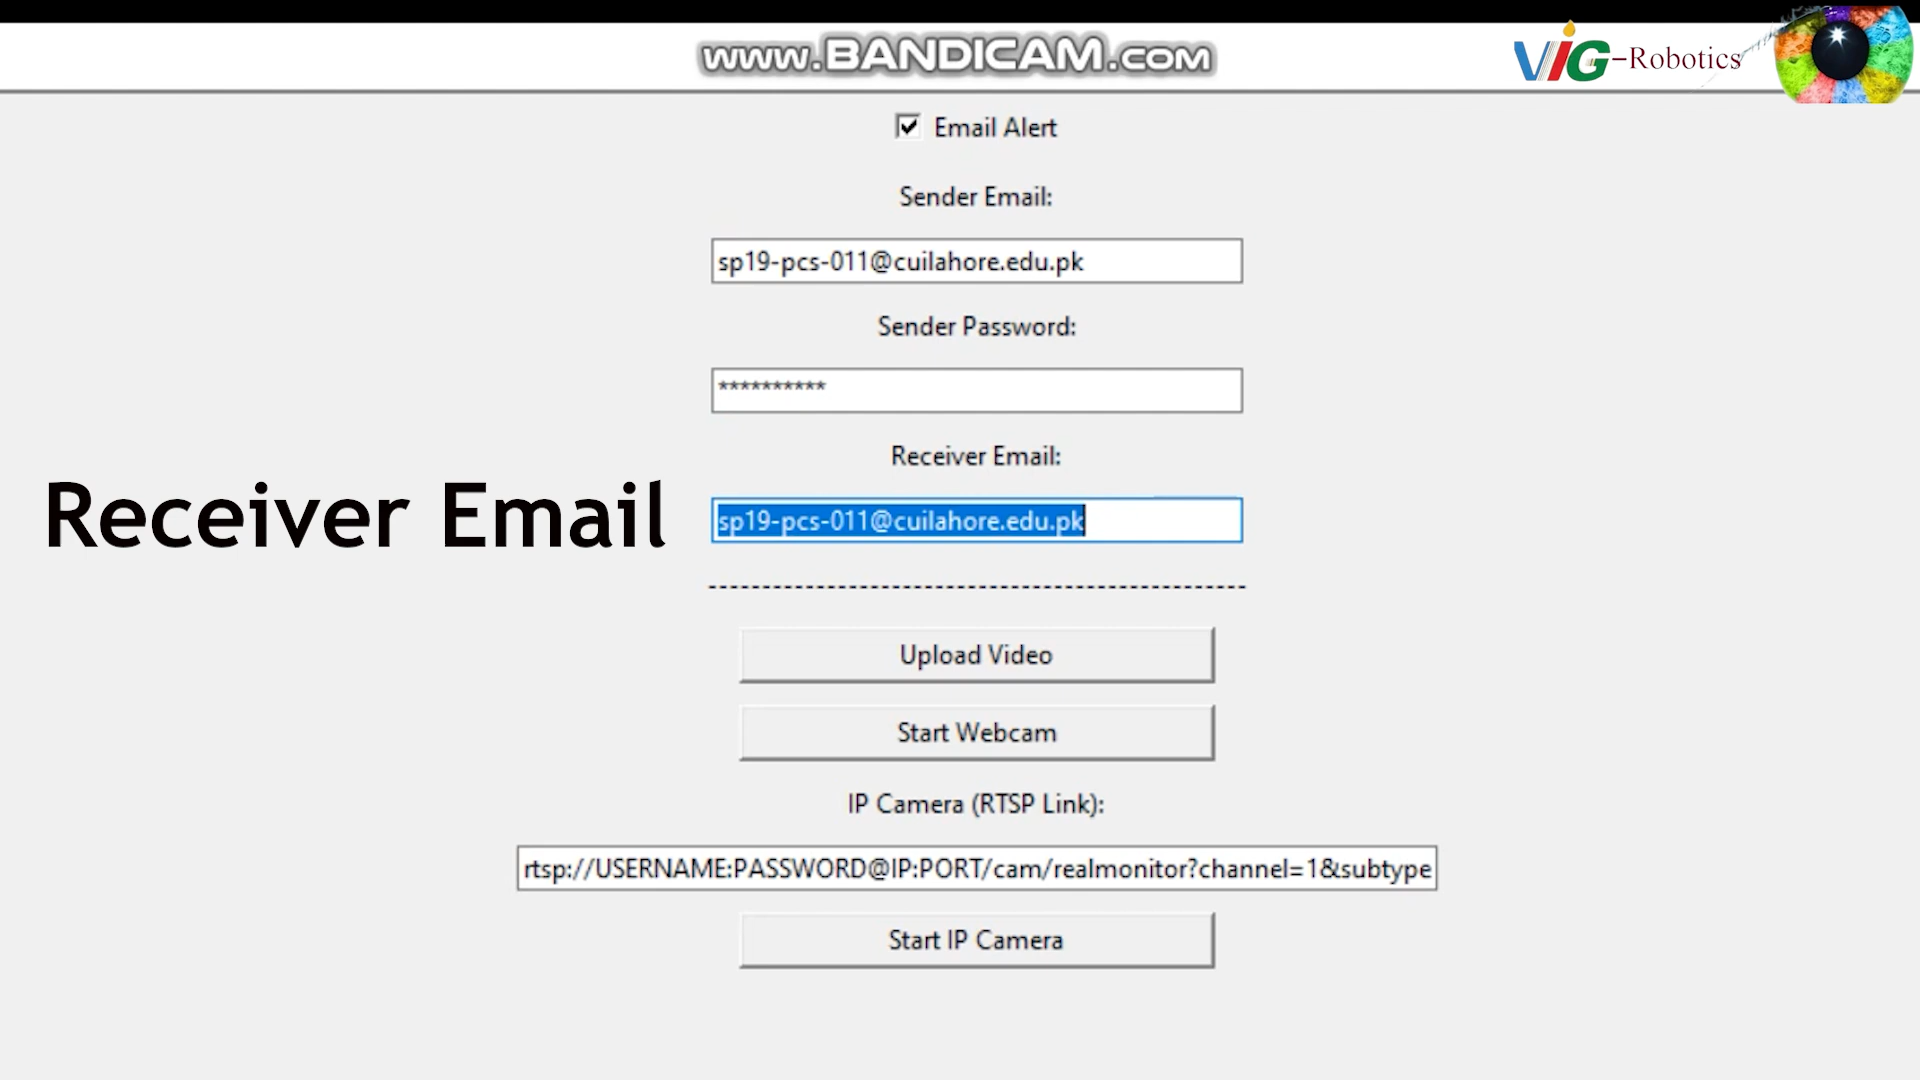 www.BANDICAM.com
ViG-Robotics
Email Alert
Sender Email:
sp19-pcs-011@cuilahore.edu.pk
Sender Password:
**********
Receiver Email:
Receiver Email
sp19-pcs-011@cuilahore.edu.pk
--------------------------------------------------
Upload Video
Start Webcam
IP Camera (RTSP Link):
rtsp://USERNAME:PASSWORD@IP:PORT/cam/realmonitor?channel=1&subtype
Start IP Camera